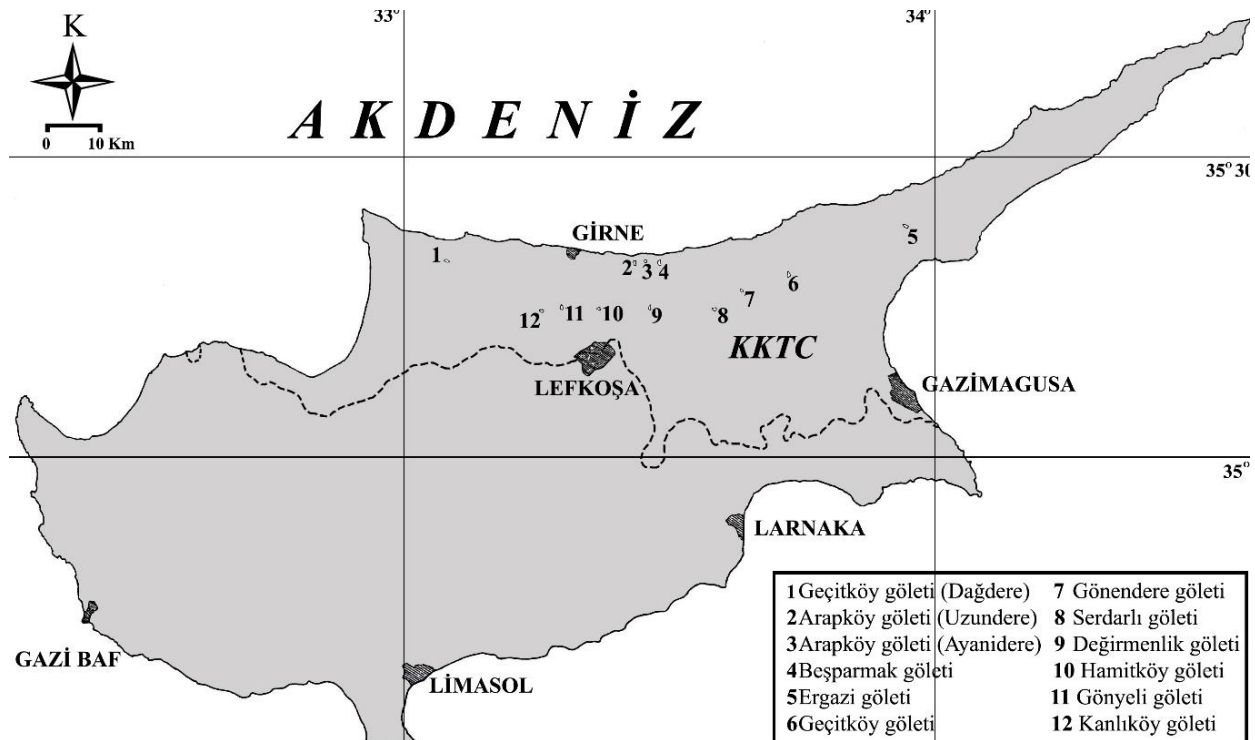 33°
34°
K
0 10 Km
AKDENİZ
35° 30
GİRNE
1
2 3 4
5
6
7
12 11 10 9 8
KKTC
LEFKOŞA
GAZIMAGUSA
35°
LARNAKA
GAZİ BAF
LİMASOL
1 Geçitköy göleti (Dağdere) 7 Gönendere göleti
2 Arapköy göleti (Uzundere) 8 Serdarlı göleti
3 Arapköy göleti (Ayanidere) 9 Değirmenlik göleti
4 Beşparmak göleti 10 Hamitköy göleti
5 Ergazi göleti 11 Gönyeli göleti
6 Geçitköy göleti 12 Kanlıköy göleti